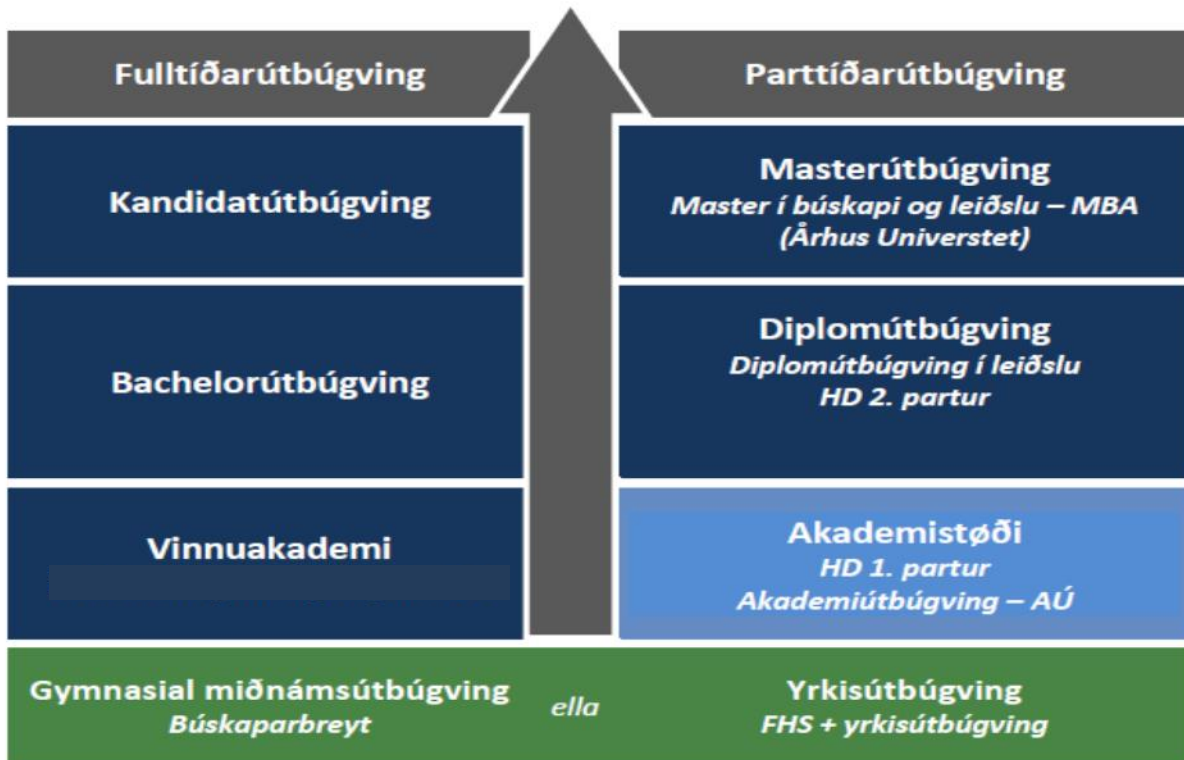 Fulltíðarútbúgving
Parttíðarútbúgving
Kandidatútbúgving
Masterútbúgving
Master í búskapi og leiðslu – MBA
(Århus Universtet)
Bachelorútbúgving
Diplomútbúgving
Diplomútbúgving í leiðslu
HD 2. partur
Vinnuakademi
Akademistøði
HD 1. partur
Akademiútbúgving – AÚ
Gymnasial miðnámsútbúgving
Búskaparbreyt
ella
Yrkisútbúgving
FHS + yrkisútbúgving